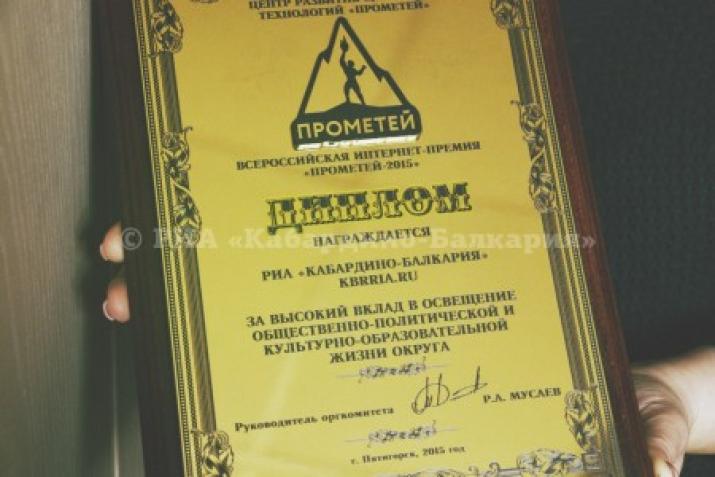 ЦЕНТР РАЗВИТИЯ
ТЕХНОЛОГИЙ «ПРОМЕТЕЙ»
ПРОМЕТЕЙ
ВСЕРОССИЙСКАЯ ИНТЕРНЕТ-ПРЕМИЯ
«ПРОМЕТЕЙ-2015»
ДИПЛОМ
НАГРАЖДАЕТСЯ
© РИА «Кабардино-Балкария»
РИА «КАБАРДИНО-БАЛКАРИЯ»
KBRRIA.RU
ЗА ВЫСОКИЙ ВКЛАД В ОСВЕЩЕНИЕ
ОБЩЕСТВЕННО-ПОЛИТИЧЕСКОЙ И
КУЛЬТУРНО-ОБРАЗОВАТЕЛЬНОЙ
ЖИЗНИ ОКРУГА
Руководитель оргкомитета Р.А. МУСАЕВ
г. Пятигорск, 2015 год